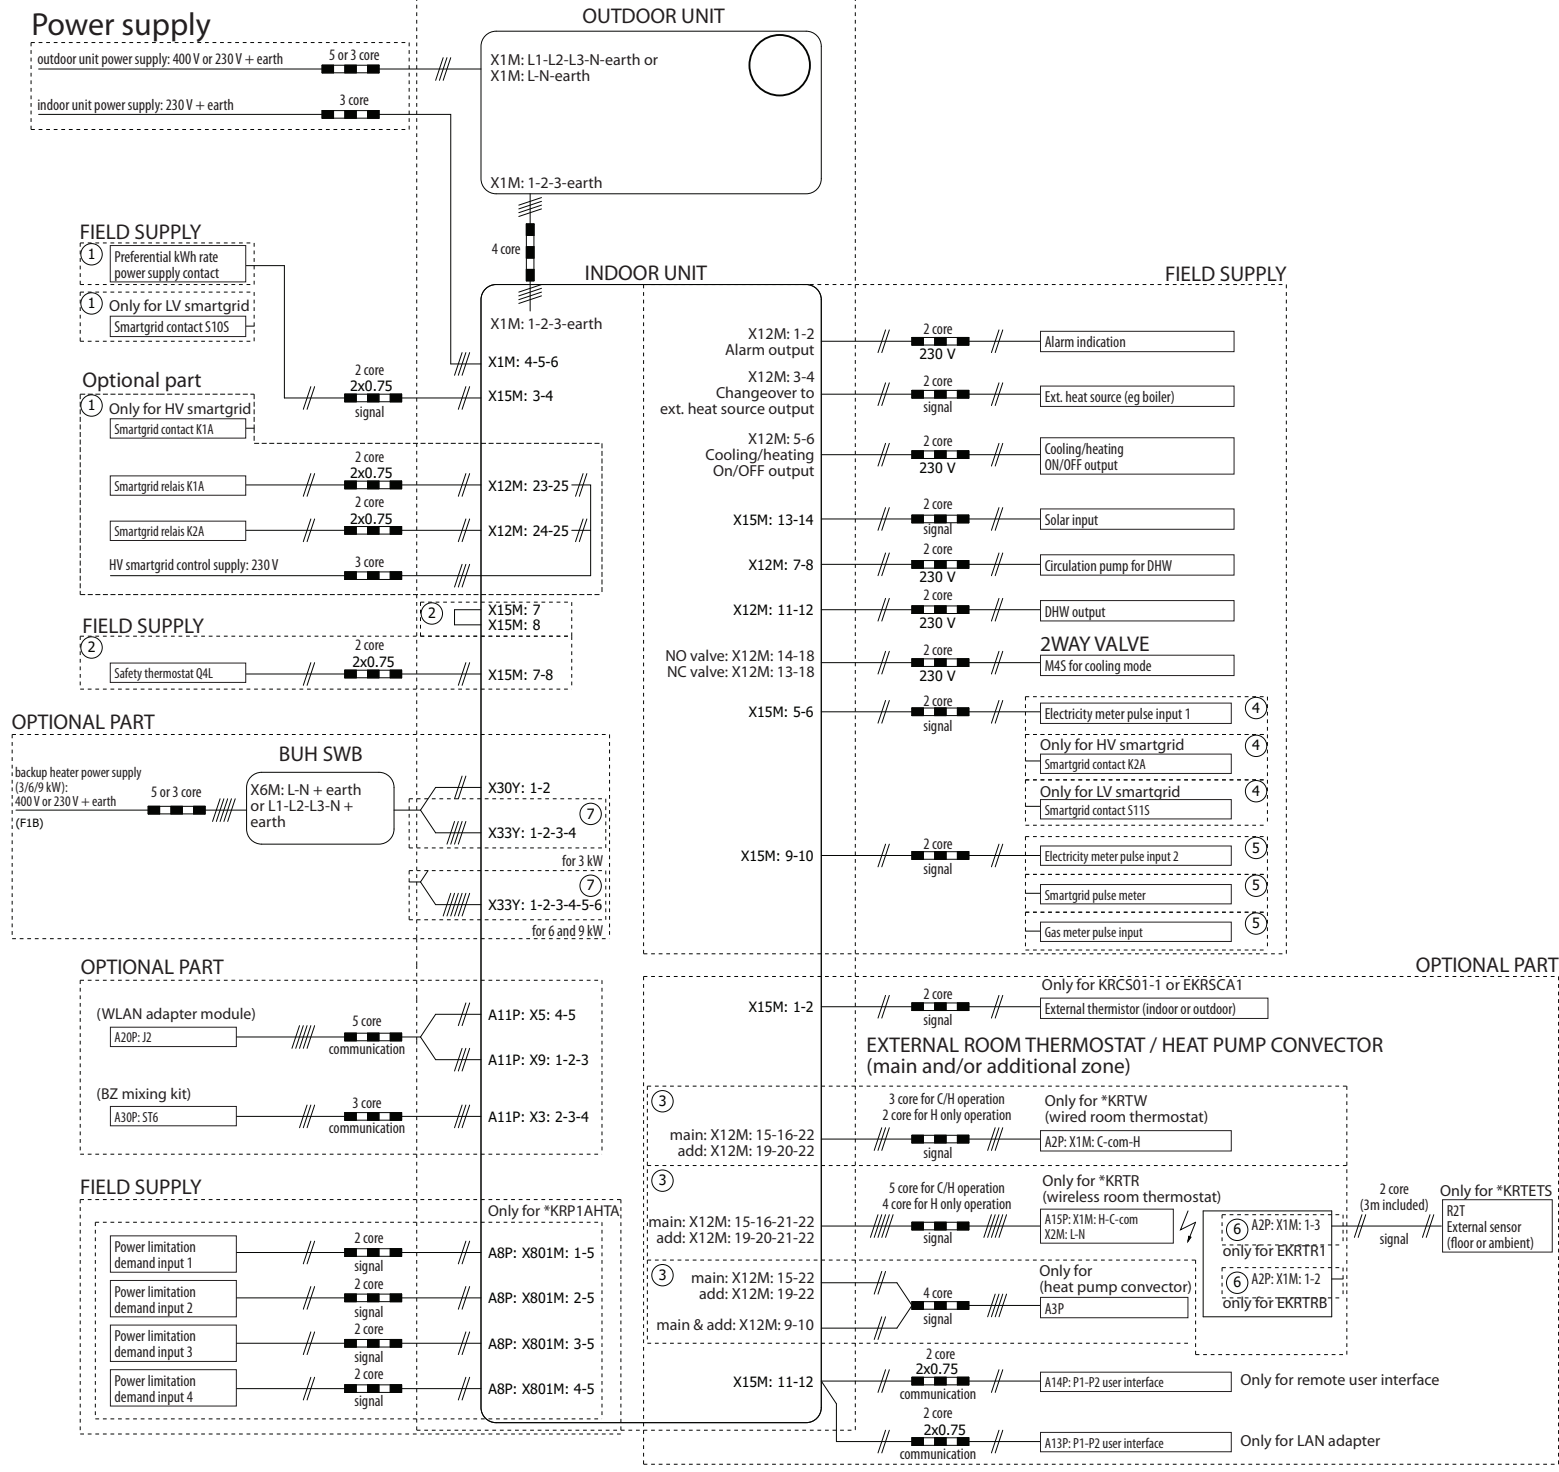 Power supply
outdoor unit power supply: 400 V or 230 V + earth
5 or 3 core
indoor unit power supply: 230 V + earth
3 core
OUTDOOR UNIT
X1M: L1-L2-L3-N-earth or
X1M: L-N-earth
X1M: 1-2-3-earth
4 core
FIELD SUPPLY
1
Preferential kWh rate
power supply contact
1
Only for LV smartgrid
Smartgrid contact S10S
Optional part
1
Only for HV smartgrid
Smartgrid contact K1A
2 core
2x0.75
signal
Smartgrid relais K1A
2 core
2x0.75
Smartgrid relais K2A
2 core
2x0.75
HV smartgrid control supply: 230 V
3 core
INDOOR UNIT
X1M: 1-2-3-earth
X1M: 4-5-6
X15M: 3-4
X12M: 23-25
X12M: 24-25
2
X15M: 7
X15M: 8
FIELD SUPPLY
2
Safety thermostat Q4L
2 core
2x0.75
X15M: 7-8
OPTIONAL PART
backup heater power supply
(3/6/9 kW):
400 V or 230 V + earth
(F1B)
5 or 3 core
BUH SWB
X6M: L-N + earth
or L1-L2-L3-N +
earth
X30Y: 1-2
7
X33Y: 1-2-3-4
for 3 kW
7
X33Y: 1-2-3-4-5-6
for 6 and 9 kW
OPTIONAL PART
(WLAN adapter module)
A20P: J2
5 core
communication
A11P: X5: 4-5
A11P: X9: 1-2-3
(BZ mixing kit)
A30P: ST6
3 core
communication
A11P: X3: 2-3-4
FIELD SUPPLY
Only for *KRP1AHTA
Power limitation
demand input 1
2 core
signal
A8P: X801M: 1-5
Power limitation
demand input 2
2 core
signal
A8P: X801M: 2-5
Power limitation
demand input 3
2 core
signal
A8P: X801M: 3-5
Power limitation
demand input 4
2 core
signal
A8P: X801M: 4-5
FIELD SUPPLY
X12M: 1-2
Alarm output
2 core
230 V
Alarm indication
X12M: 3-4
Changeover to
ext. heat source output
2 core
signal
Ext. heat source (eg boiler)
X12M: 5-6
Cooling/heating
On/OFF output
2 core
230 V
Cooling/heating
ON/OFF output
X15M: 13-14
2 core
signal
Solar input
X12M: 7-8
2 core
230 V
Circulation pump for DHW
X12M: 11-12
2 core
230 V
DHW output
2WAY VALVE
NO valve: X12M: 14-18
NC valve: X12M: 13-18
2 core
230 V
M4S for cooling mode
X15M: 5-6
2 core
signal
Electricity meter pulse input 1
4
Only for HV smartgrid
4
Smartgrid contact K2A
Only for LV smartgrid
4
Smartgrid contact S11S
X15M: 9-10
2 core
signal
Electricity meter pulse input 2
5
Smartgrid pulse meter
5
Gas meter pulse input
5
OPTIONAL PART
Only for KRCS01-1 or EKRSCA1
X15M: 1-2
2 core
signal
External thermistor (indoor or outdoor)
EXTERNAL ROOM THERMOSTAT / HEAT PUMP CONVECTOR
(main and/or additional zone)
3
3 core for C/H operation
2 core for H only operation
Only for *KRTW
(wired room thermostat)
main: X12M: 15-16-22
add: X12M: 19-20-22
signal
A2P: X1M: C-com-H
3
5 core for C/H operation
4 core for H only operation
Only for *KRTR
(wireless room thermostat)
main: X12M: 15-16-21-22
add: X12M: 19-20-21-22
signal
A15P: X1M: H-C-com
X2M: L-N
6
A2P: X1M: 1-3
only for EKRTR1
6
A2P: X1M: 1-2
only for EKRTRB
2 core
(3m included)
signal
Only for *KRTETS
R2T
External sensor
(floor or ambient)
3
main: X12M: 15-22
add: X12M: 19-22
main & add: X12M: 9-10
4 core
signal
Only for
(heat pump convector)
A3P
X15M: 11-12
2 core
2x0.75
communication
A14P: P1-P2 user interface
Only for remote user interface
2 core
2x0.75
communication
A13P: P1-P2 user interface
Only for LAN adapter